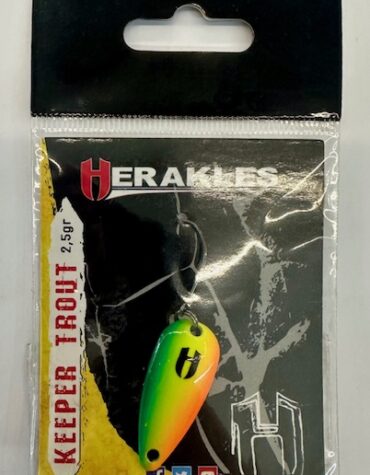 HERAKLES
KEEPER TROUT 2,5gr
H
H